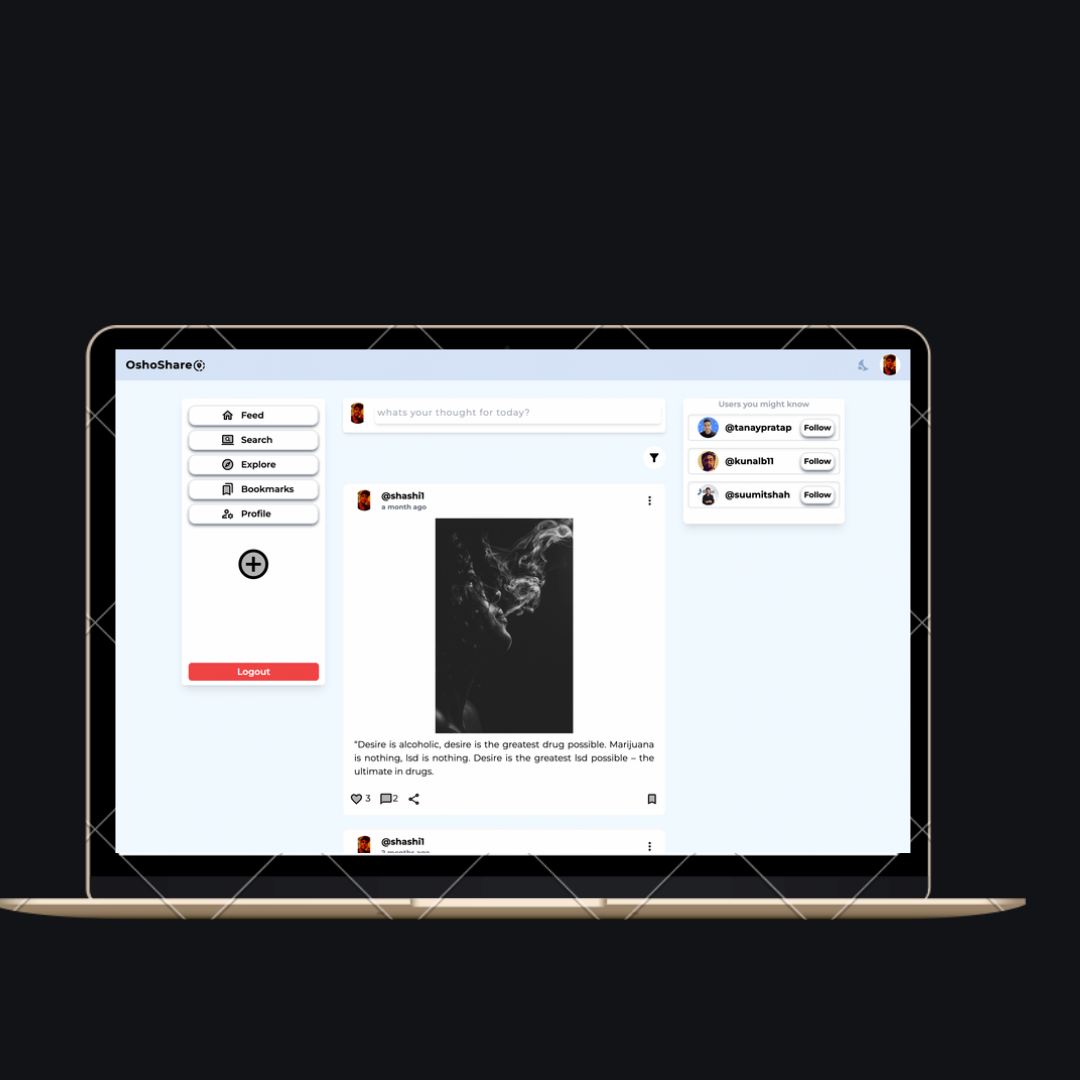 OshoShare
Feed
Search
Explore
Bookmarks
Profile
Logout
whats your thought for today?
@shashi1
a month ago
“Desire is alcoholic, desire is the greatest drug possible. Marijuana
is nothing, lsd is nothing. Desire is the greatest lsd possible – the
ultimate in drugs.
3
2
@shashi1
Users you might know
@tanaypratap
Follow
@kunalb11
Follow
@suumitshah
Follow